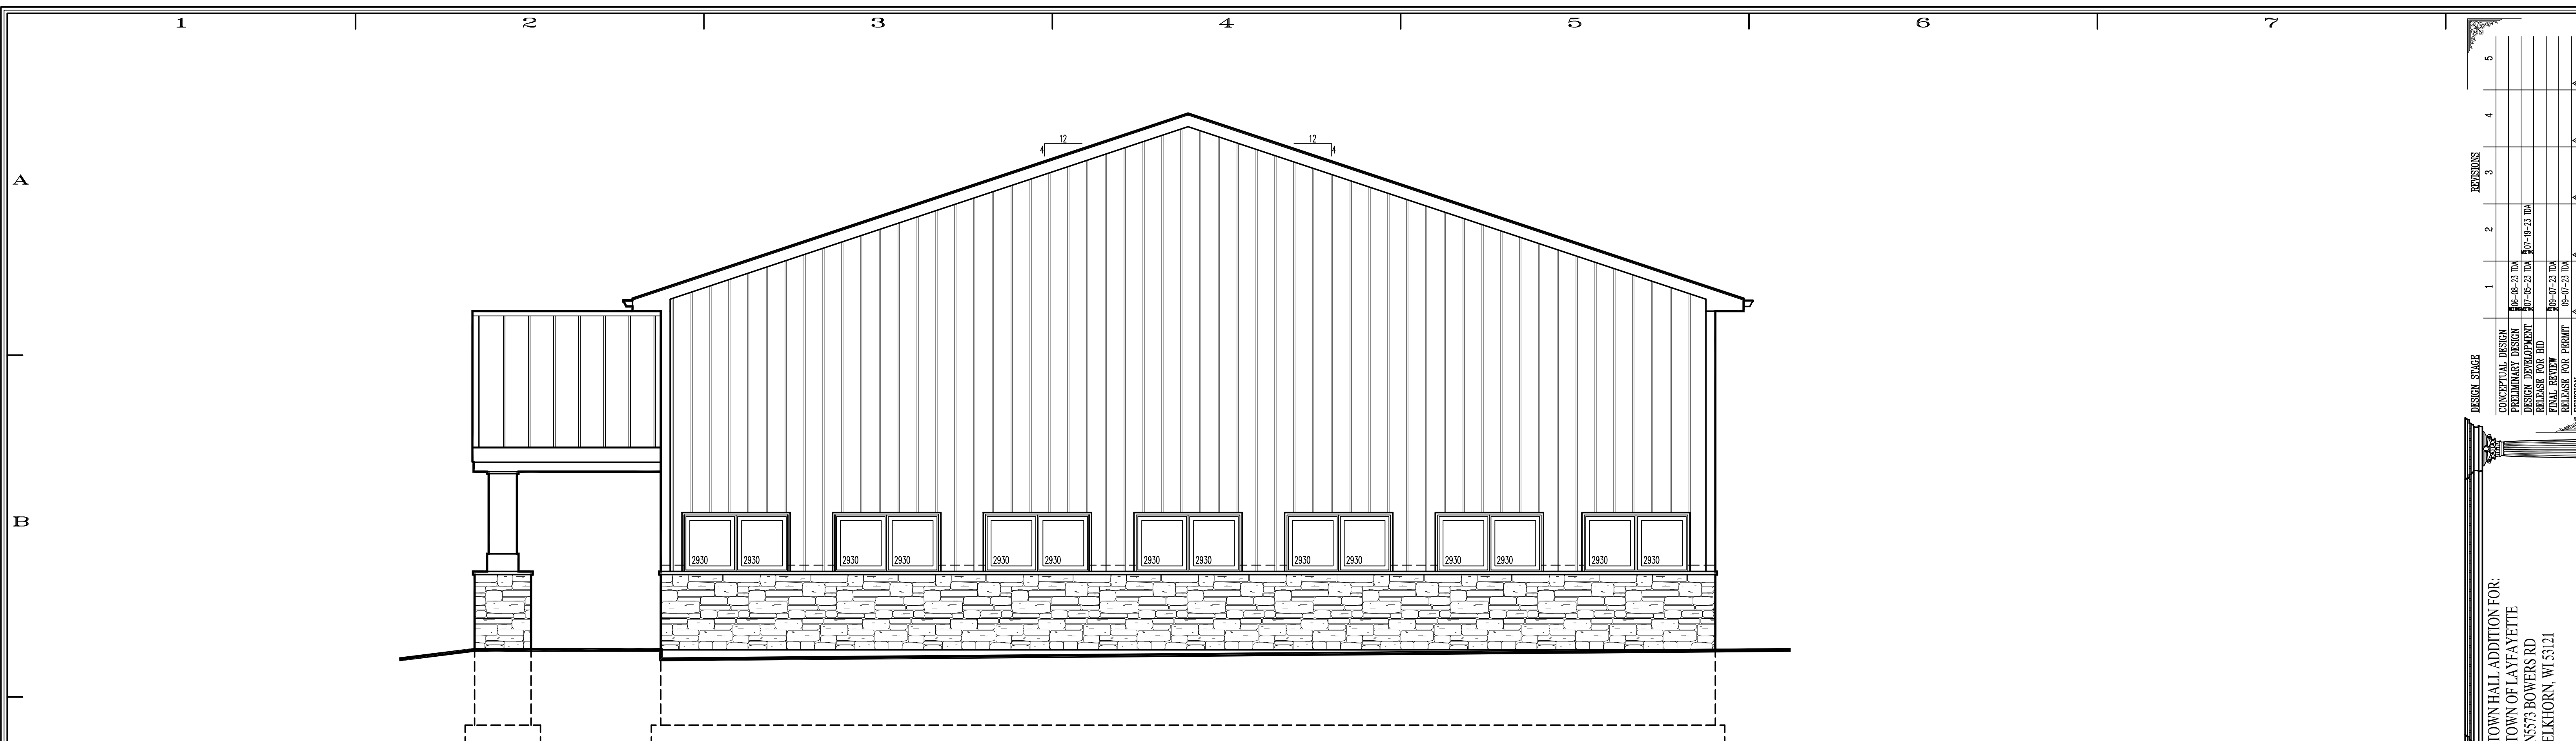 1 2 3 4 5 6 7
A
B
12
4
12
4
2930 2930 2930 2930 2930 2930 2930 2930 2930 2930 2930 2930 2930 2930
DESIGN STAGE REVISIONS
1 2 3 4 5
CONCEPTUAL DESIGN
PRELIMINARY DESIGN 06-08-23 TDA
DESIGN DEVELOPMENT 07-05-23 TDA 07-19-23 TDA
RELEASE FOR BID
FINAL REVIEW 09-07-23 TDA
RELEASE FOR PERMIT 09-07-23 TDA
TOWN HALL ADDITION FOR:
TOWN OF LAYFAYETTE
N5573 BOWERS RD
ELKHORN, WI 53121